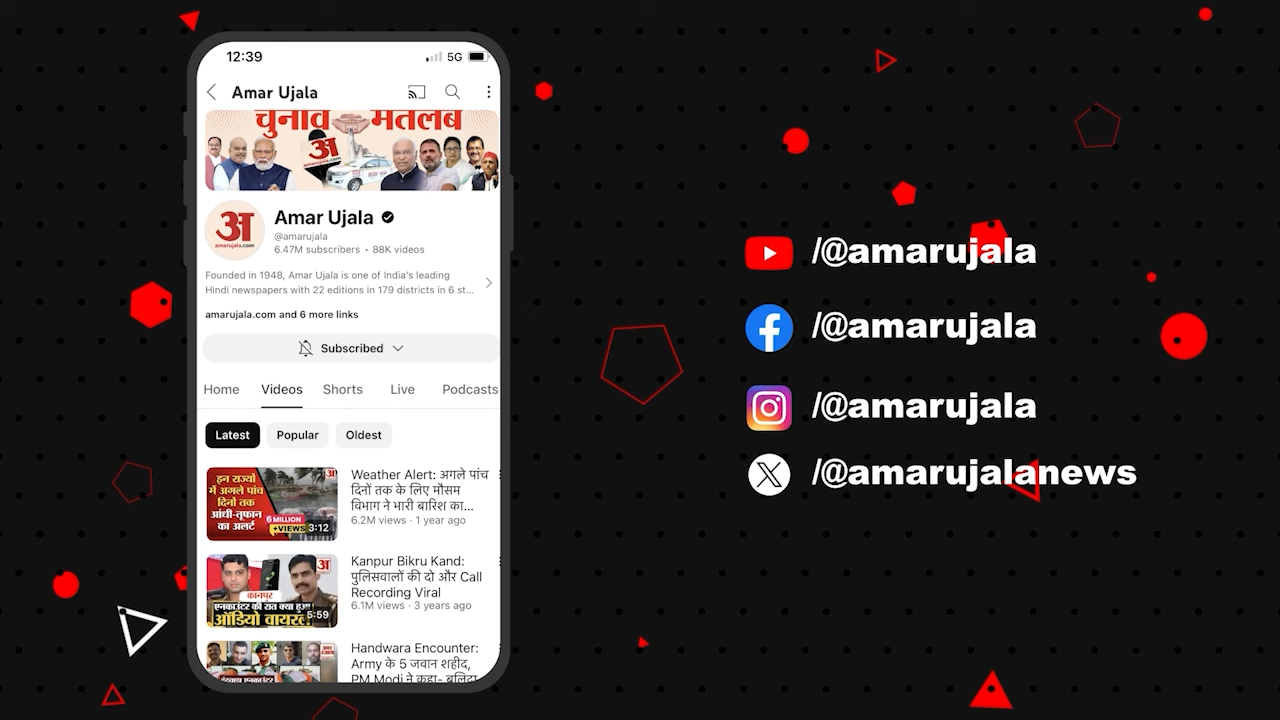 12:39
5G
Amar Ujala
चुनाव मतलब
अ
amarujala.com
अ
amarujala.com
Amar Ujala
@amarujala
6.47M subscribers • 88K videos
Founded in 1948, Amar Ujala is one of India's leading
Hindi newspapers with 22 editions in 179 districts in 6 st...
amarujala.com and 6 more links
Subscribed
Home Videos Shorts Live Podcasts
Latest Popular Oldest
हन राज्यों
में अगले पांच
दिनों तक
आंधी-तूफान
का अलर्ट
अ
6 MILLION
+VIEWS
3:12
Weather Alert: अगले पांच
दिनों तक के लिए मौसम
विभाग ने भारी बारिश का...
6.2M views · 1 year ago
अ
कानपुर
एनकाउंटर की रात क्या हुआ
ऑडियो वायरल
5:59
Kanpur Bikru Kand:
पुलिसवालों की दो और Call
Recording Viral
6.1M views · 3 years ago
Handwara Encounter:
Army के 5 जवान शहीद,
PM Modi ने कहा- बलिदा
/@amarujala
/@amarujala
/@amarujala
/@amarujalanews